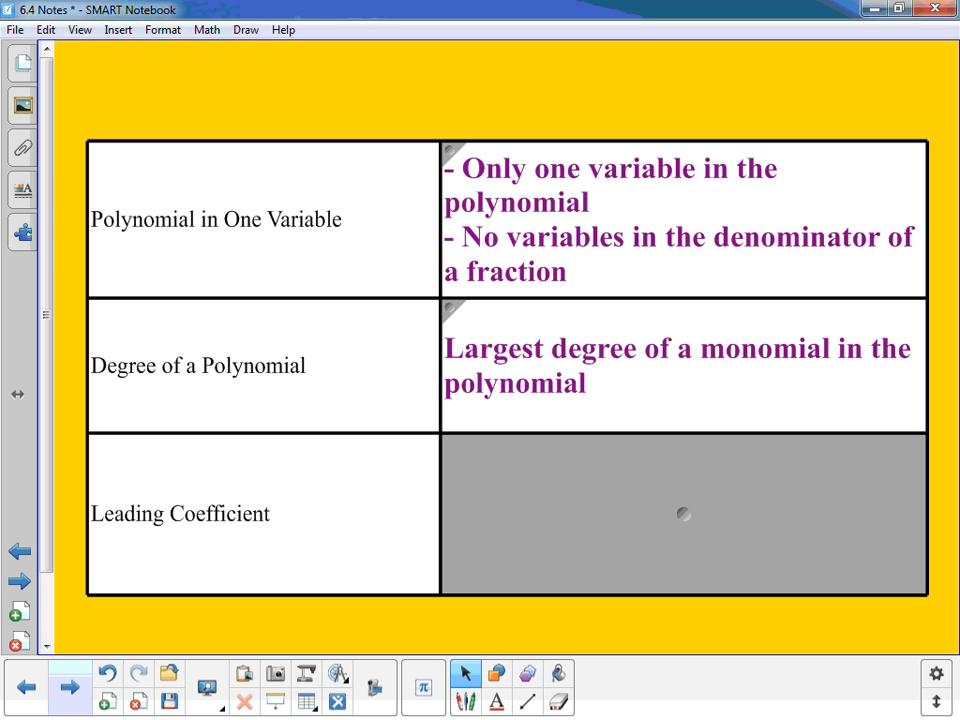 6.4 Notes * - SMART Notebook
File Edit View Insert Format Math Draw Help
Polynomial in One Variable
- Only one variable in the
polynomial
- No variables in the denominator of
a fraction
Degree of a Polynomial
Largest degree of a monomial in the
polynomial
Leading Coefficient
π
A